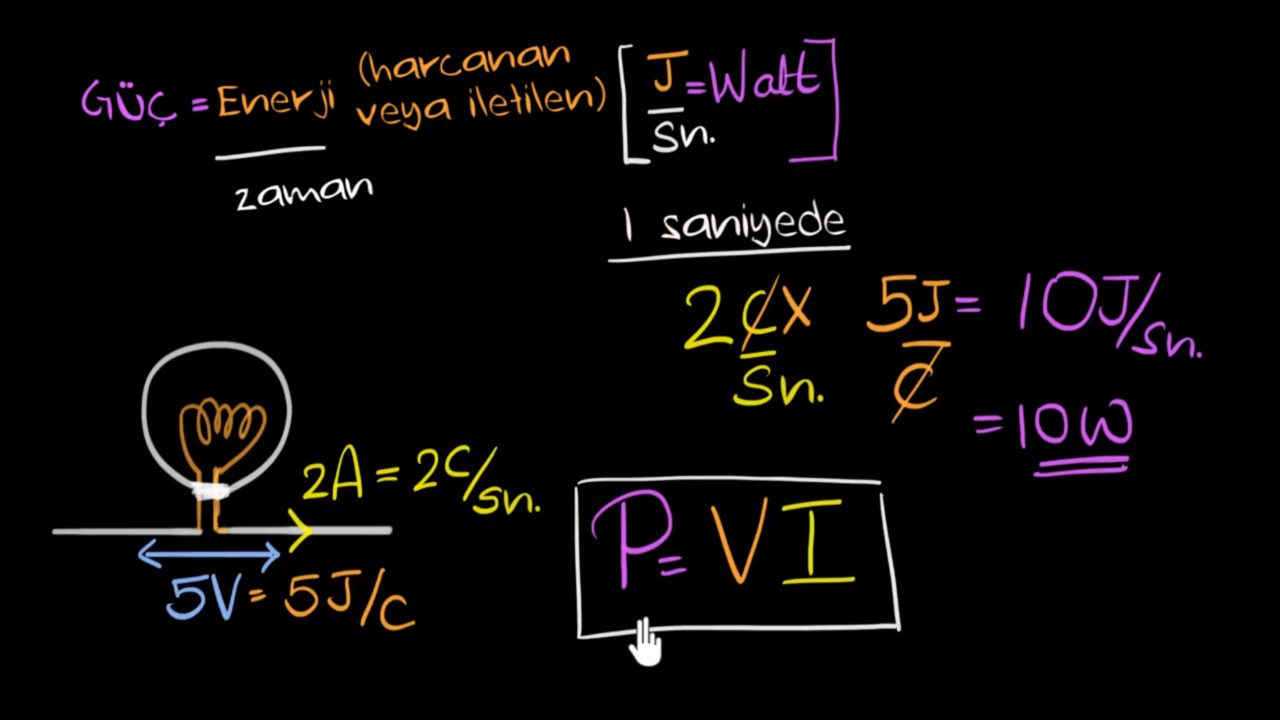 GÜÇ = Enerji (harcanan veya iletilen) [J/Sn. = Watt]
zaman
1 saniyede
2 C/Sn. x 5J/C = 10J/Sn.
= 10W
2A = 2C/Sn.
5V = 5J/C
P = VI